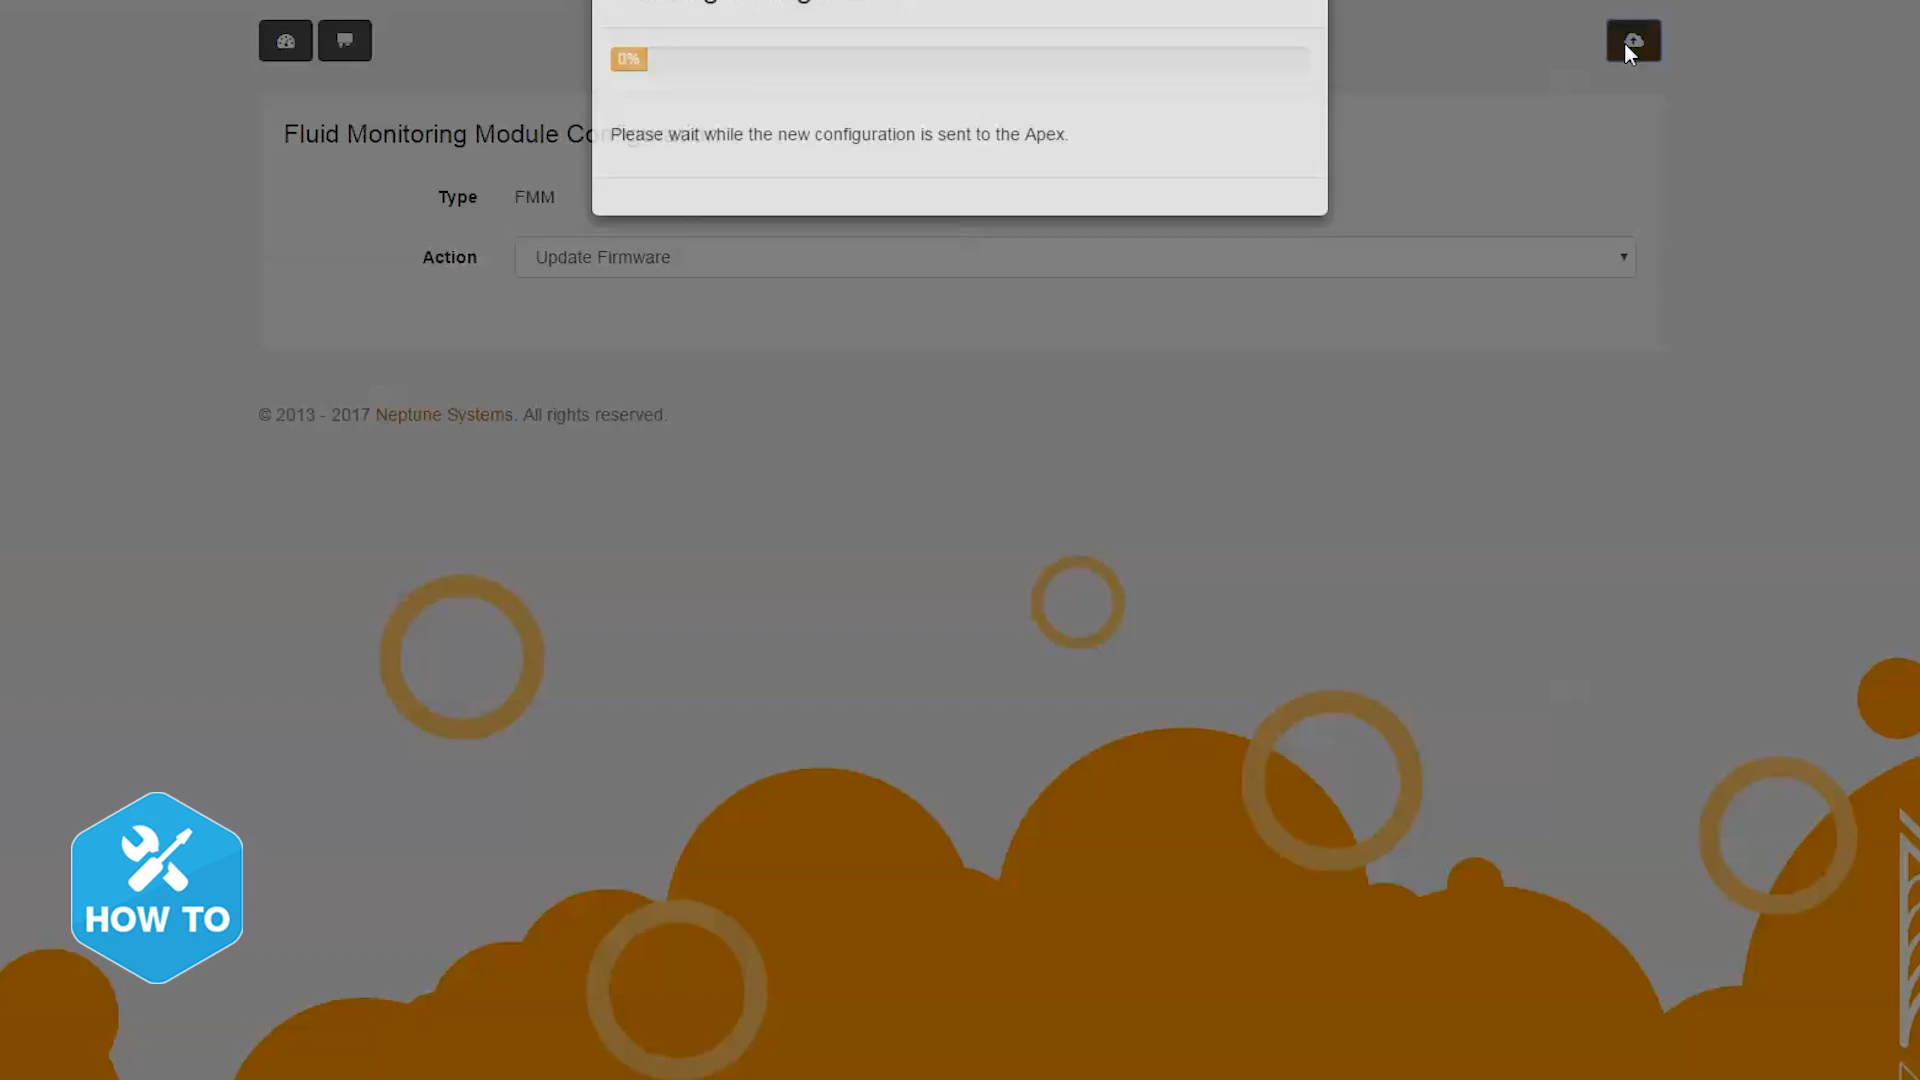 0%
Please wait while the new configuration is sent to the Apex.
Fluid Monitoring Module
Type FMM
Action Update Firmware
© 2013 - 2017 Neptune Systems. All rights reserved.
HOW TO